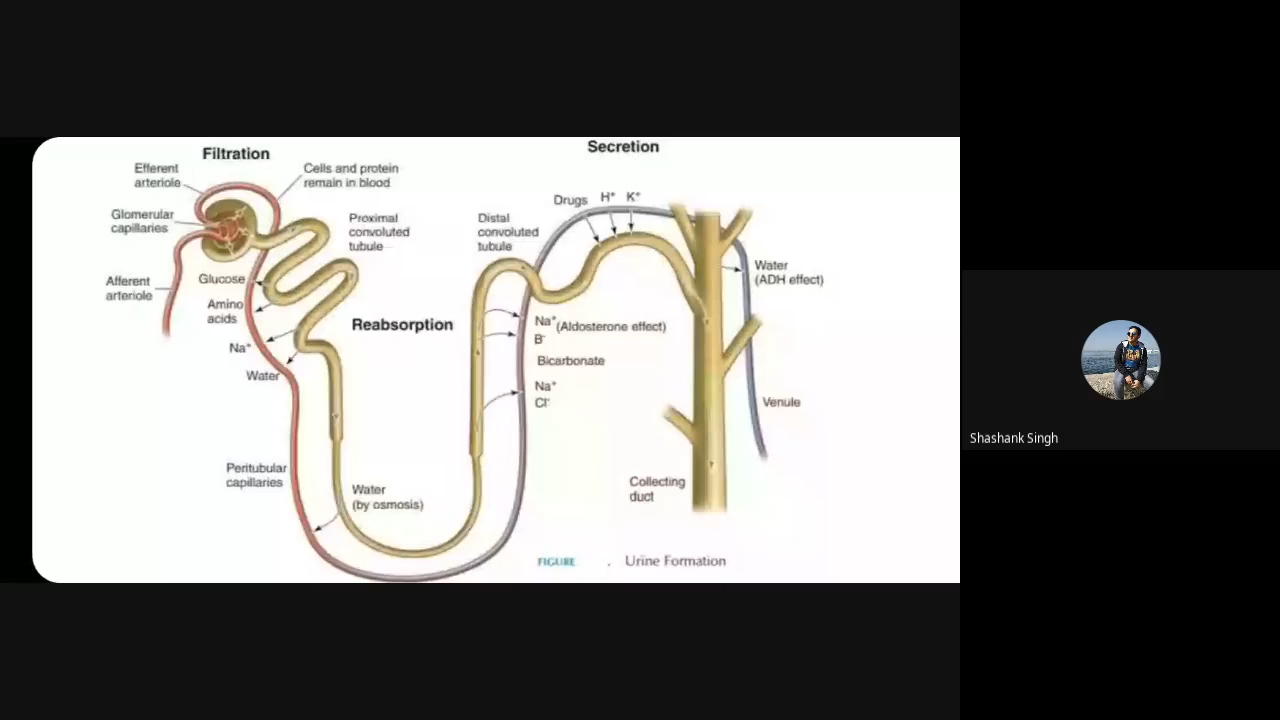 Filtration
Secretion
Efferent
arteriole
Cells and protein
remain in blood
Drugs H⁺ K⁺
Glomerular
capillaries
Proximal
convoluted
tubule
Distal
convoluted
tubule
Water
(ADH effect)
Afferent
arteriole
Glucose
Amino
acids
Reabsorption
Na⁺ (Aldosterone effect)
B⁻
Na⁺
Bicarbonate
Water
Na⁺
Cl⁻
Venule
Peritubular
capillaries
Water
(by osmosis)
Collecting
duct
FIGURE . Urine Formation
Shashank Singh